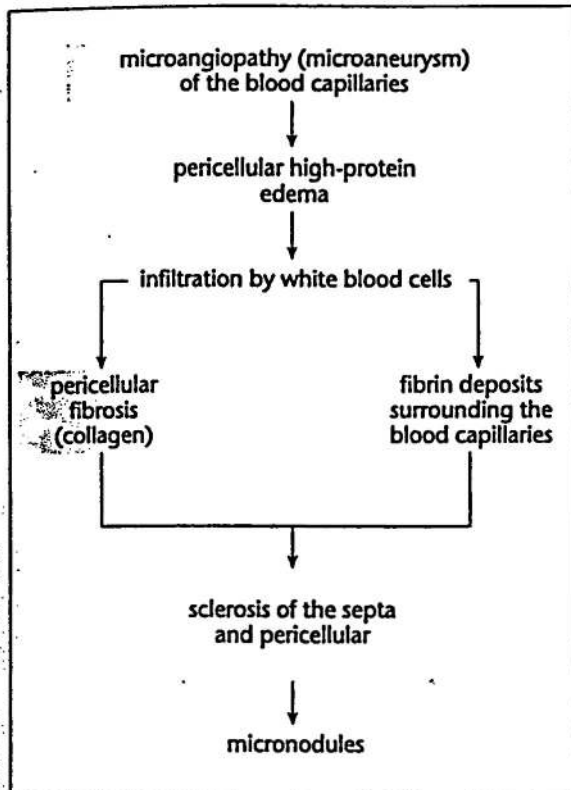 microangiopathy (microaneurysm)
of the blood capillaries
pericellular high-protein
edema
infiltration by white blood cells
pericellular
fibrosis
(collagen)
fibrin deposits
surrounding the
blood capillaries
sclerosis of the septa
and pericellular
micronodules